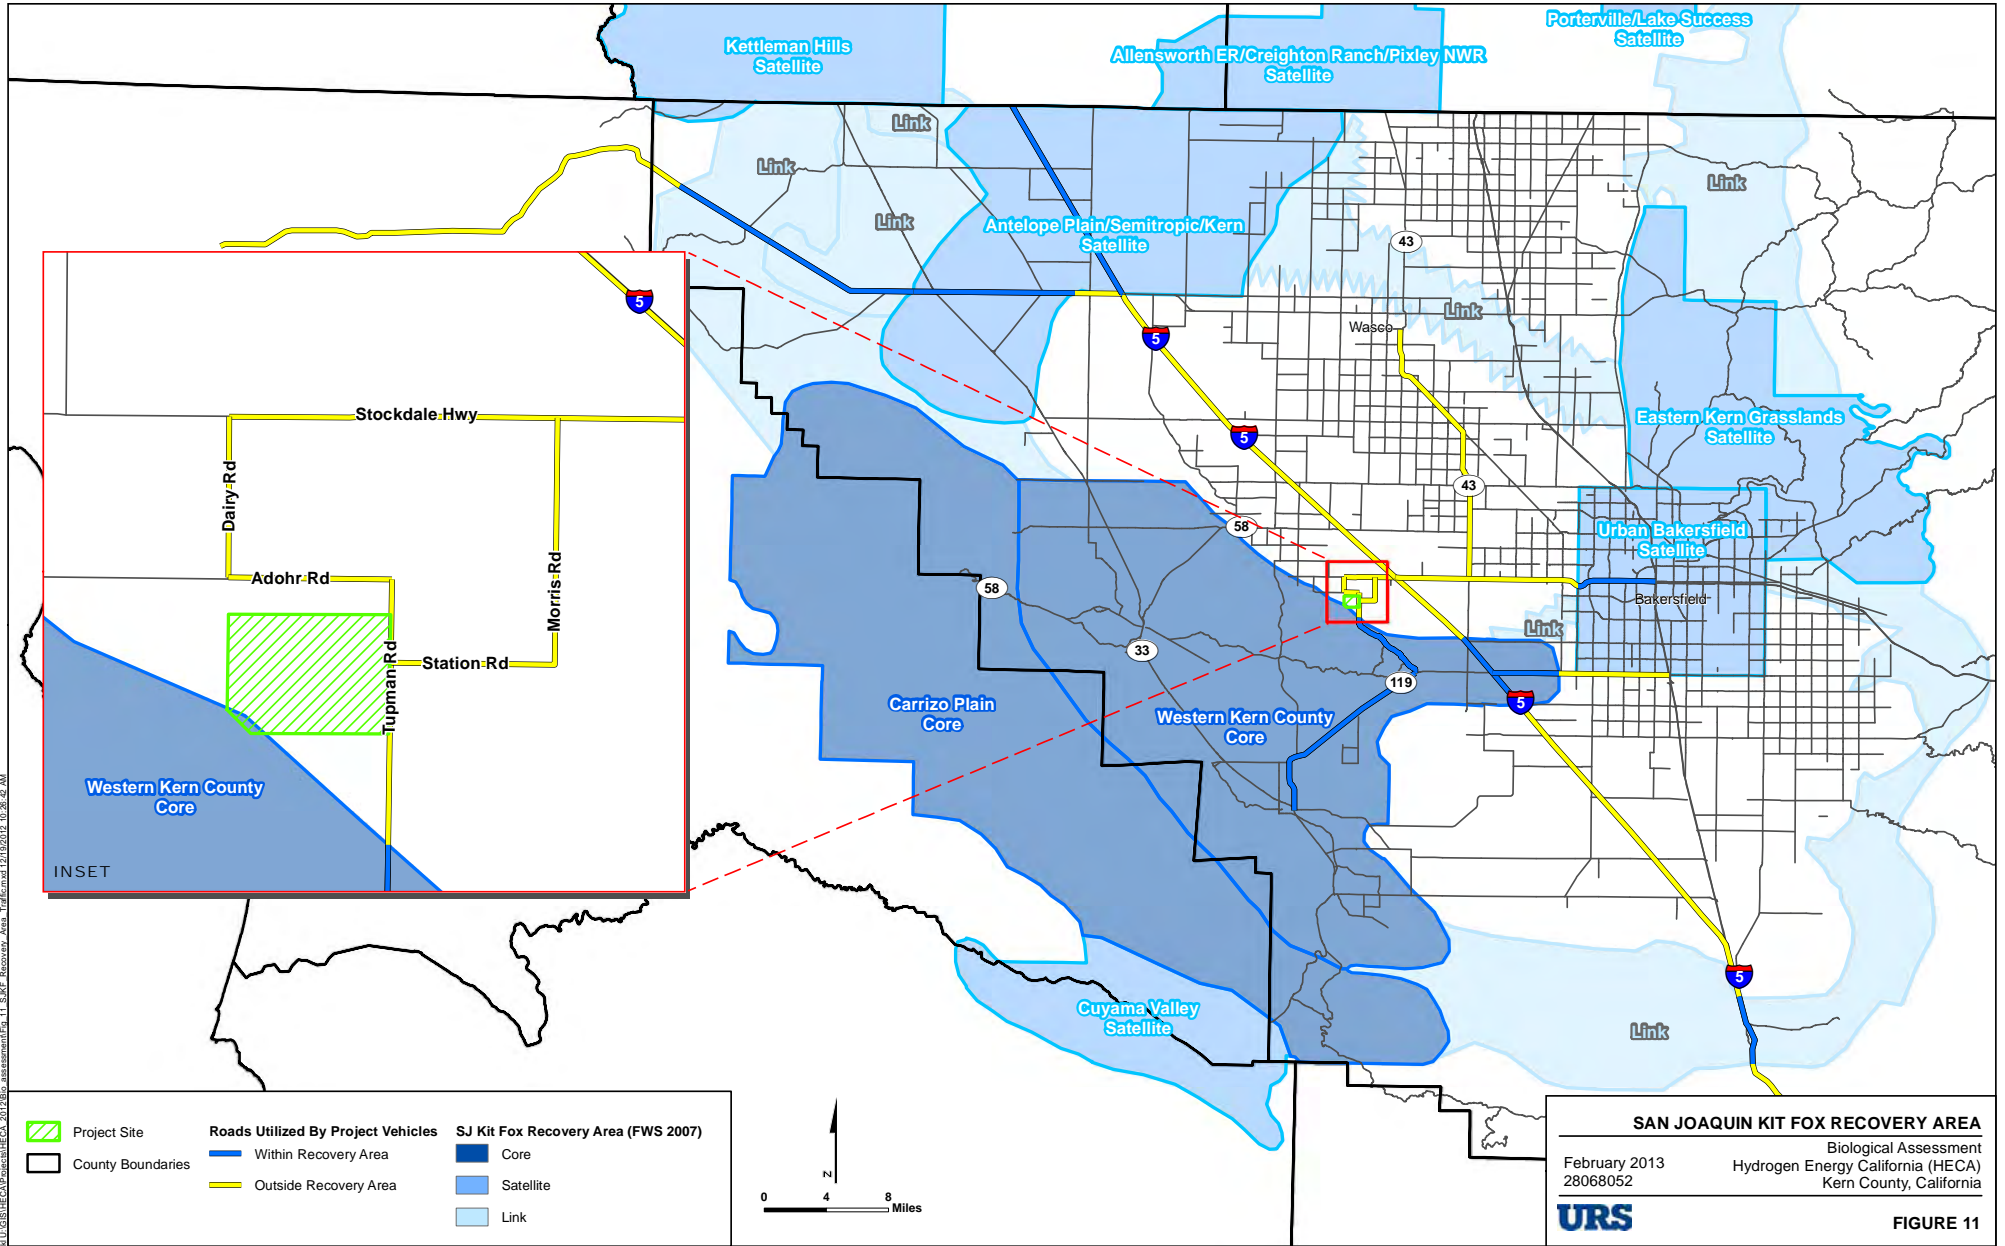 Kettleman Hills
Satellite
Allensworth ER/Creighton Ranch/Pixley NWR
Satellite
Porterville/Lake Success
Satellite
Link
Link
Link
Link
Antelope Plain/Semitropic/Kern
Satellite
43
Link
Wasco
5
5
5
Stockdale Hwy
Dairy Rd
Adohr Rd
Morris Rd
Station Rd
Tupman Rd
Western Kern County
Core
INSET
Eastern Kern Grasslands
Satellite
43
58
Urban Bakersfield
Satellite
58
Bakersfield
Link
33
119
5
Carrizo Plain
Core
Western Kern County
Core
5
Cuyama Valley
Satellite
Link
Project Site
County Boundaries
Roads Utilized By Project Vehicles
Within Recovery Area
Outside Recovery Area
SJ Kit Fox Recovery Area (FWS 2007)
Core
Satellite
Link
N
0 4 8
Miles
SAN JOAQUIN KIT FOX RECOVERY AREA
Biological Assessment
February 2013
Hydrogen Energy California (HECA)
28068052
Kern County, California
URS
FIGURE 11